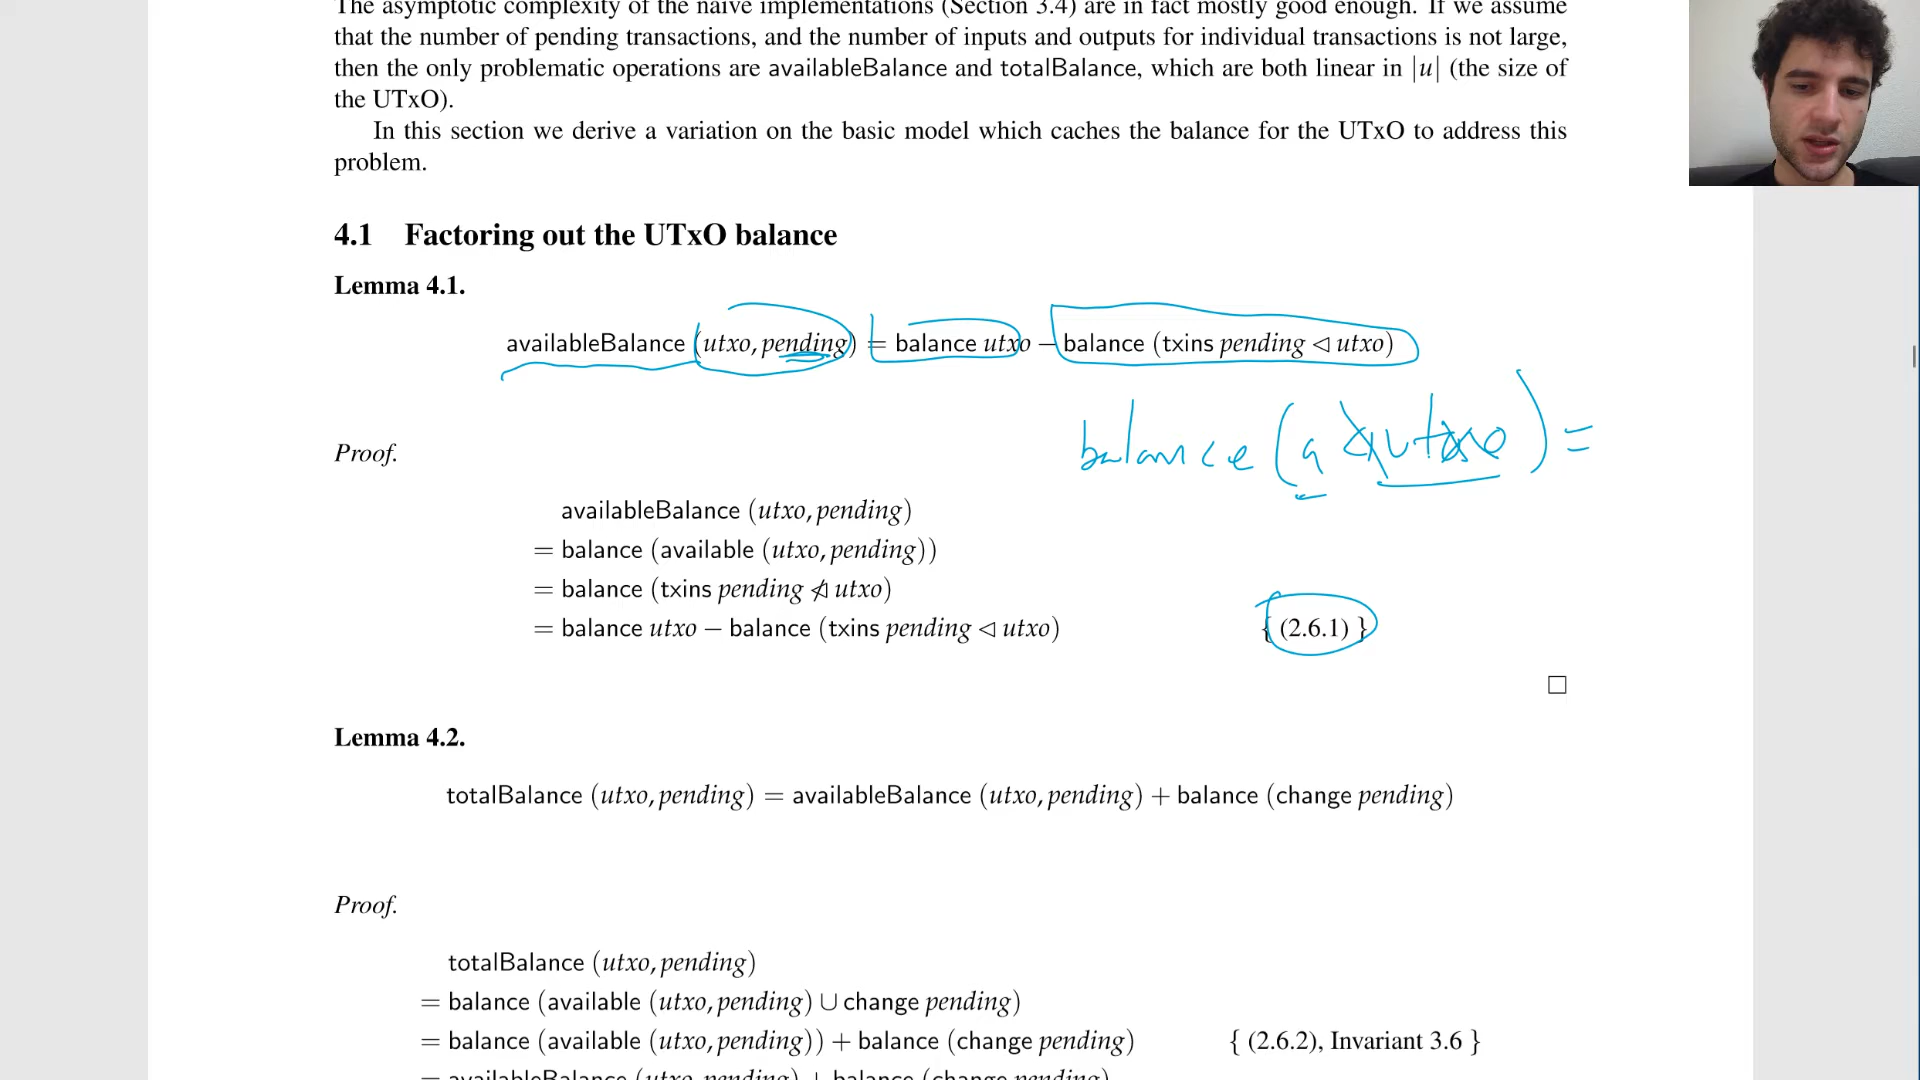 The asymptotic complexity of the naive implementations (Section 3.4) are in fact mostly good enough. If we assume
that the number of pending transactions, and the number of inputs and outputs for individual transactions is not large,
then the only problematic operations are availableBalance and totalBalance, which are both linear in |u| (the size of
the UTxO).
In this section we derive a variation on the basic model which caches the balance for the UTxO to address this
problem.
4.1 Factoring out the UTxO balance
Lemma 4.1.
availableBalance (utxo, pending) = balance utxo − balance (txins pending ◁ utxo)
balance (a ⋪ utxo) =
Proof.
availableBalance (utxo, pending)
= balance (available (utxo, pending))
= balance (txins pending ⋪ utxo)
= balance utxo − balance (txins pending ◁ utxo) { (2.6.1) }
□
Lemma 4.2.
totalBalance (utxo, pending) = availableBalance (utxo, pending) + balance (change pending)
Proof.
totalBalance (utxo, pending)
= balance (available (utxo, pending) ∪ change pending)
= balance (available (utxo, pending)) + balance (change pending) { (2.6.2), Invariant 3.6 }
= availableBalance (utxo, pending) + balance (change pending)